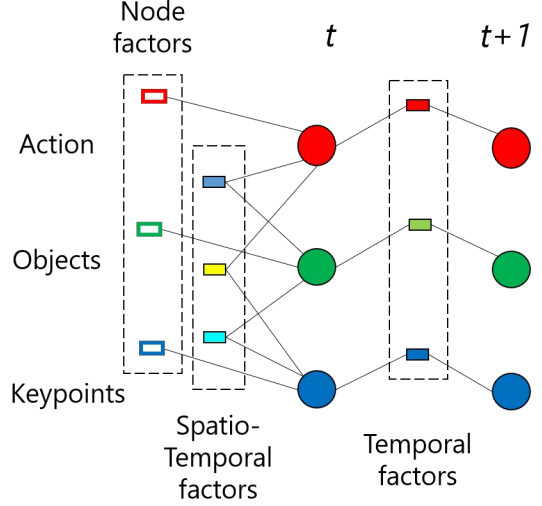 Node
factors
t
t+1
Action
Objects
Keypoints
Spatio-
Temporal
factors
Temporal
factors